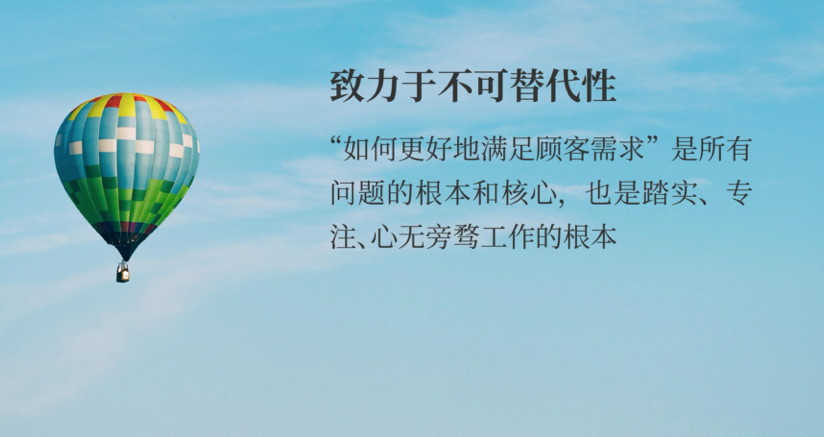 致力于不可替代性
“如何更好地满足顾客需求”是所有
问题的根本和核心，也是踏实、专
注、心无旁骛工作的根本